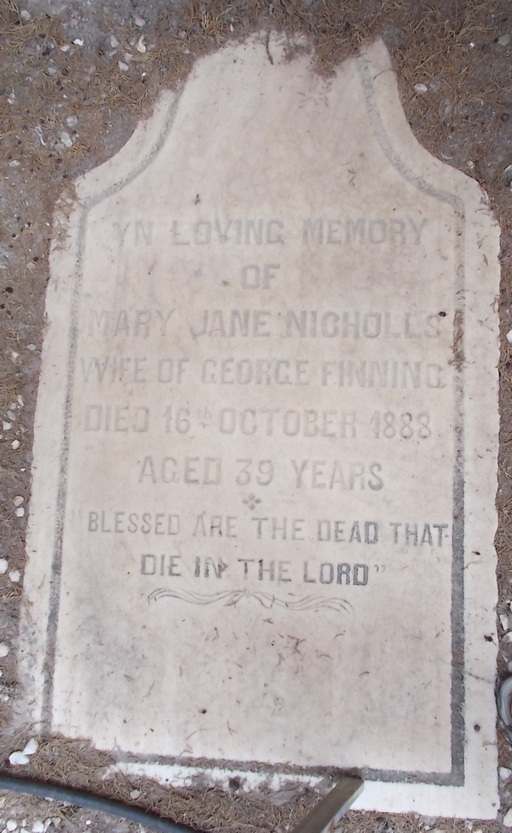 IN LOVING MEMORY
OF
MARY JANE NICHOLLS
WIFE OF GEORGE FINNING
DIED 16th OCTOBER 1888
AGED 39 YEARS
"BLESSED ARE THE DEAD THAT
DIE IN THE LORD"